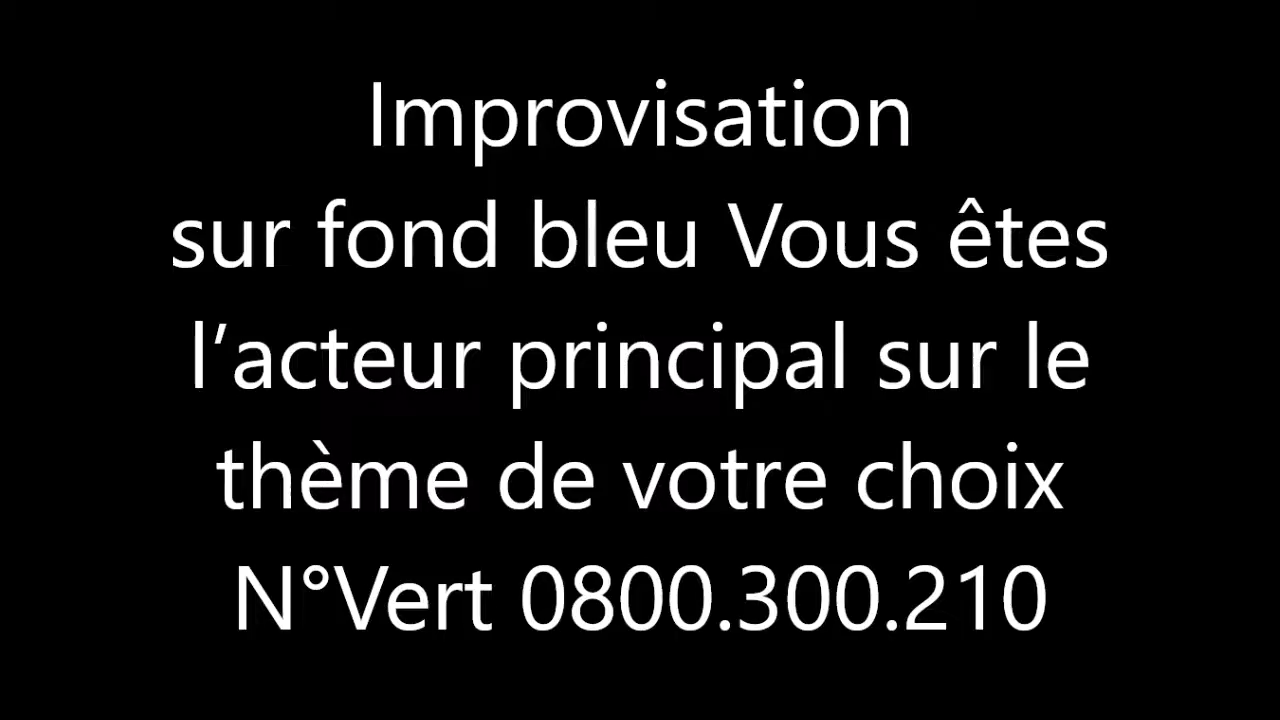 Improvisation
sur fond bleu Vous êtes
l’acteur principal sur le
thème de votre choix
N°Vert 0800.300.210